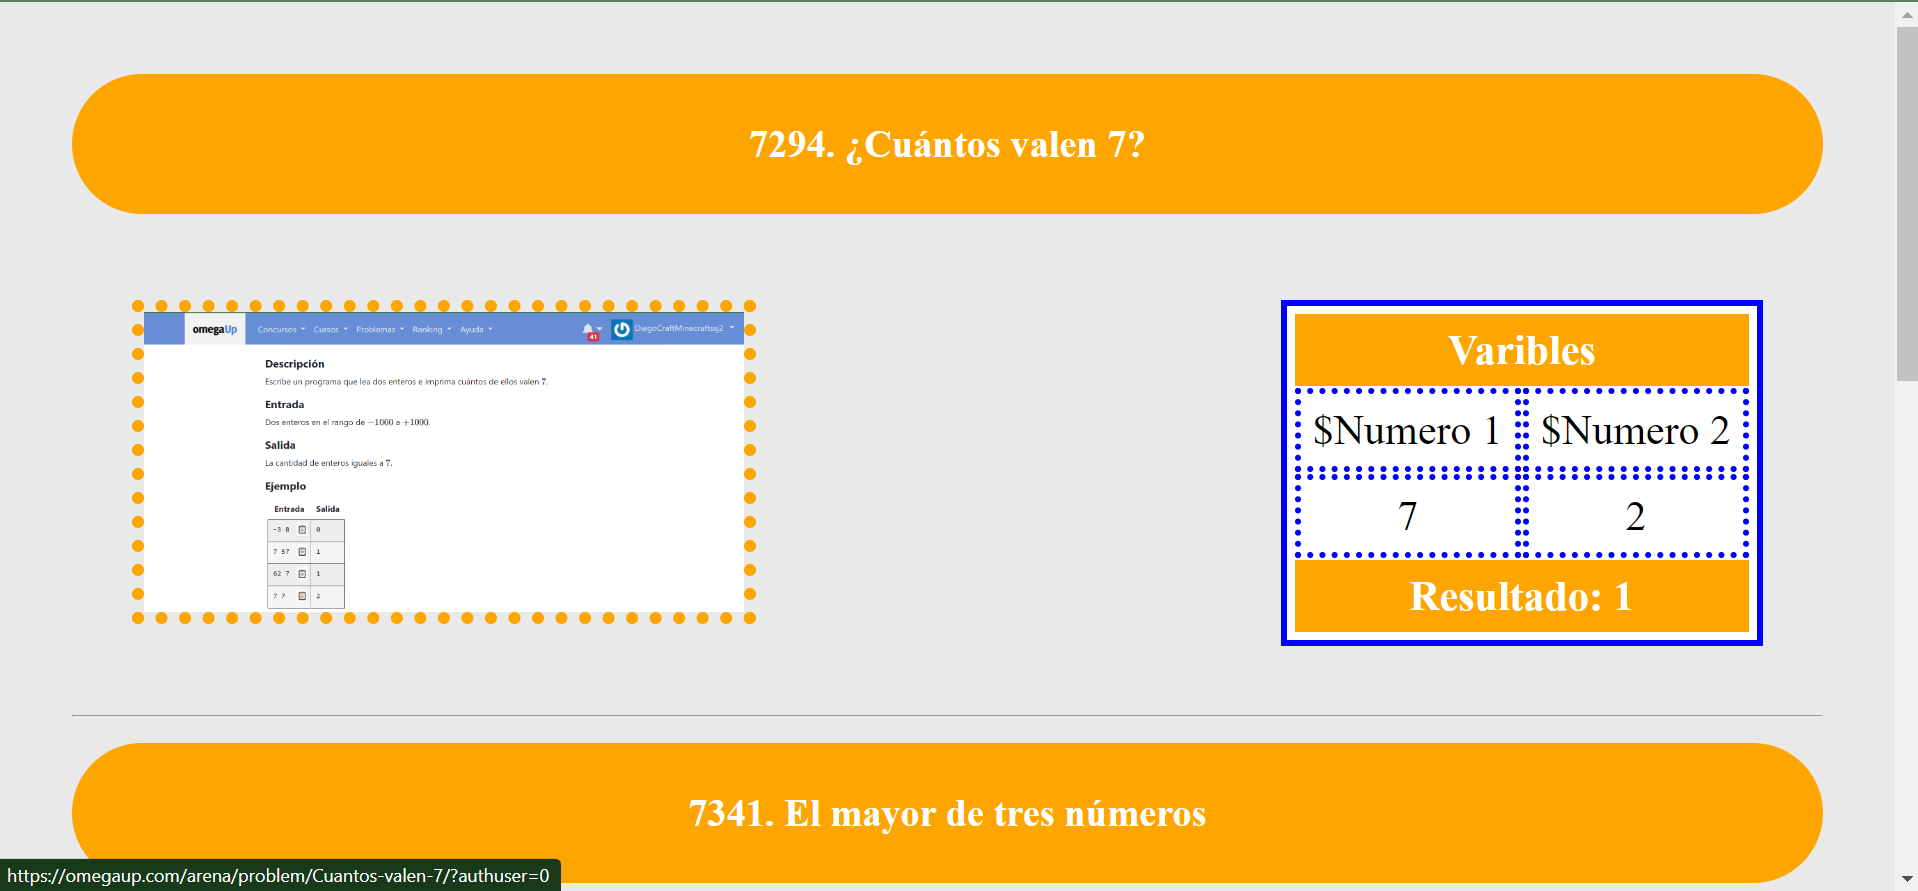 7294. ¿Cuántos valen 7?
omegaUp Concursos Cursos Problemas Ranking Ayuda 41 DiegoCraftMinecraftssj2
Descripción
Escribe un programa que lea dos enteros e imprima cuántos de ellos valen 7.
Entrada
Dos enteros en el rango de −1000 a +1000.
Salida
La cantidad de enteros iguales a 7.
Ejemplo
Entrada Salida
-3 8 0
7 57 1
62 7 1
7 7 2
Varibles
$Numero 1 $Numero 2
7 2
Resultado: 1
7341. El mayor de tres números
https://omegaup.com/arena/problem/Cuantos-valen-7/?authuser=0